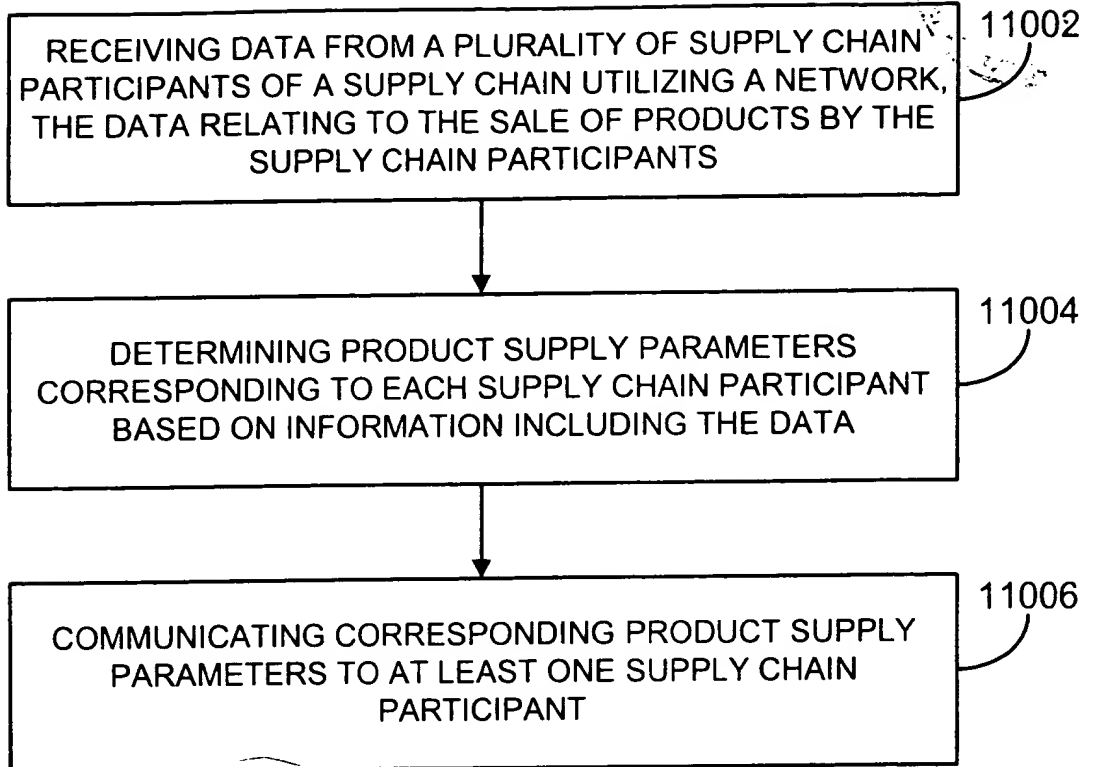 RECEIVING DATA FROM A PLURALITY OF SUPPLY CHAIN
PARTICIPANTS OF A SUPPLY CHAIN UTILIZING A NETWORK,
THE DATA RELATING TO THE SALE OF PRODUCTS BY THE
SUPPLY CHAIN PARTICIPANTS
11002
DETERMINING PRODUCT SUPPLY PARAMETERS
CORRESPONDING TO EACH SUPPLY CHAIN PARTICIPANT
BASED ON INFORMATION INCLUDING THE DATA
11004
COMMUNICATING CORRESPONDING PRODUCT SUPPLY
PARAMETERS TO AT LEAST ONE SUPPLY CHAIN
PARTICIPANT
11006